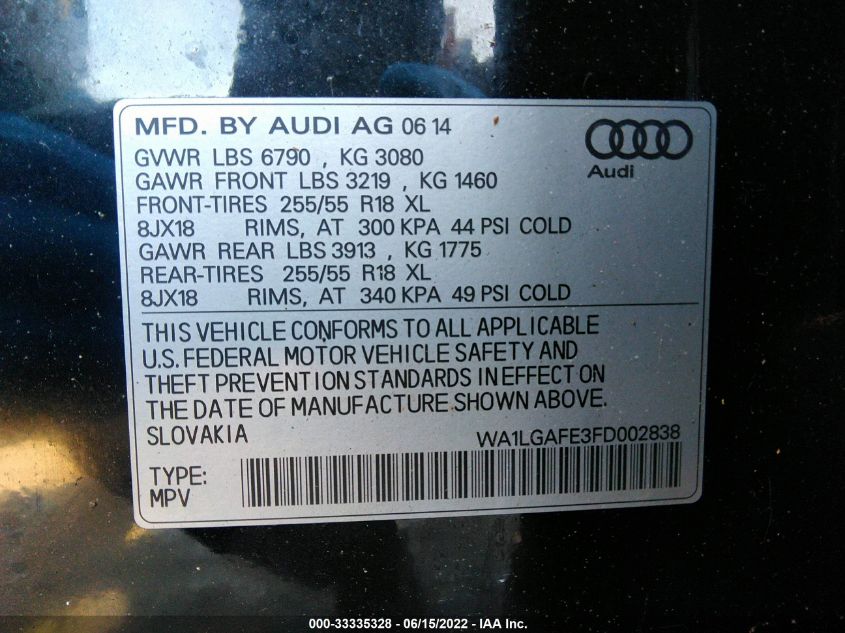 MFD. BY AUDI AG 06 14
GVWR LBS 6790 , KG 3080
GAWR FRONT LBS 3219 , KG 1460
FRONT-TIRES 255/55 R18 XL
8JX18 RIMS, AT 300 KPA 44 PSI COLD
GAWR REAR LBS 3913 , KG 1775
REAR-TIRES 255/55 R18 XL
8JX18 RIMS, AT 340 KPA 49 PSI COLD
Audi
THIS VEHICLE CONFORMS TO ALL APPLICABLE
U.S. FEDERAL MOTOR VEHICLE SAFETY AND
THEFT PREVENTION STANDARDS IN EFFECT ON
THE DATE OF MANUFACTURE SHOWN ABOVE.
SLOVAKIA WA1LGAFE3FD002838
TYPE:
MPV
000-33335328 - 06/15/2022 - IAA Inc.